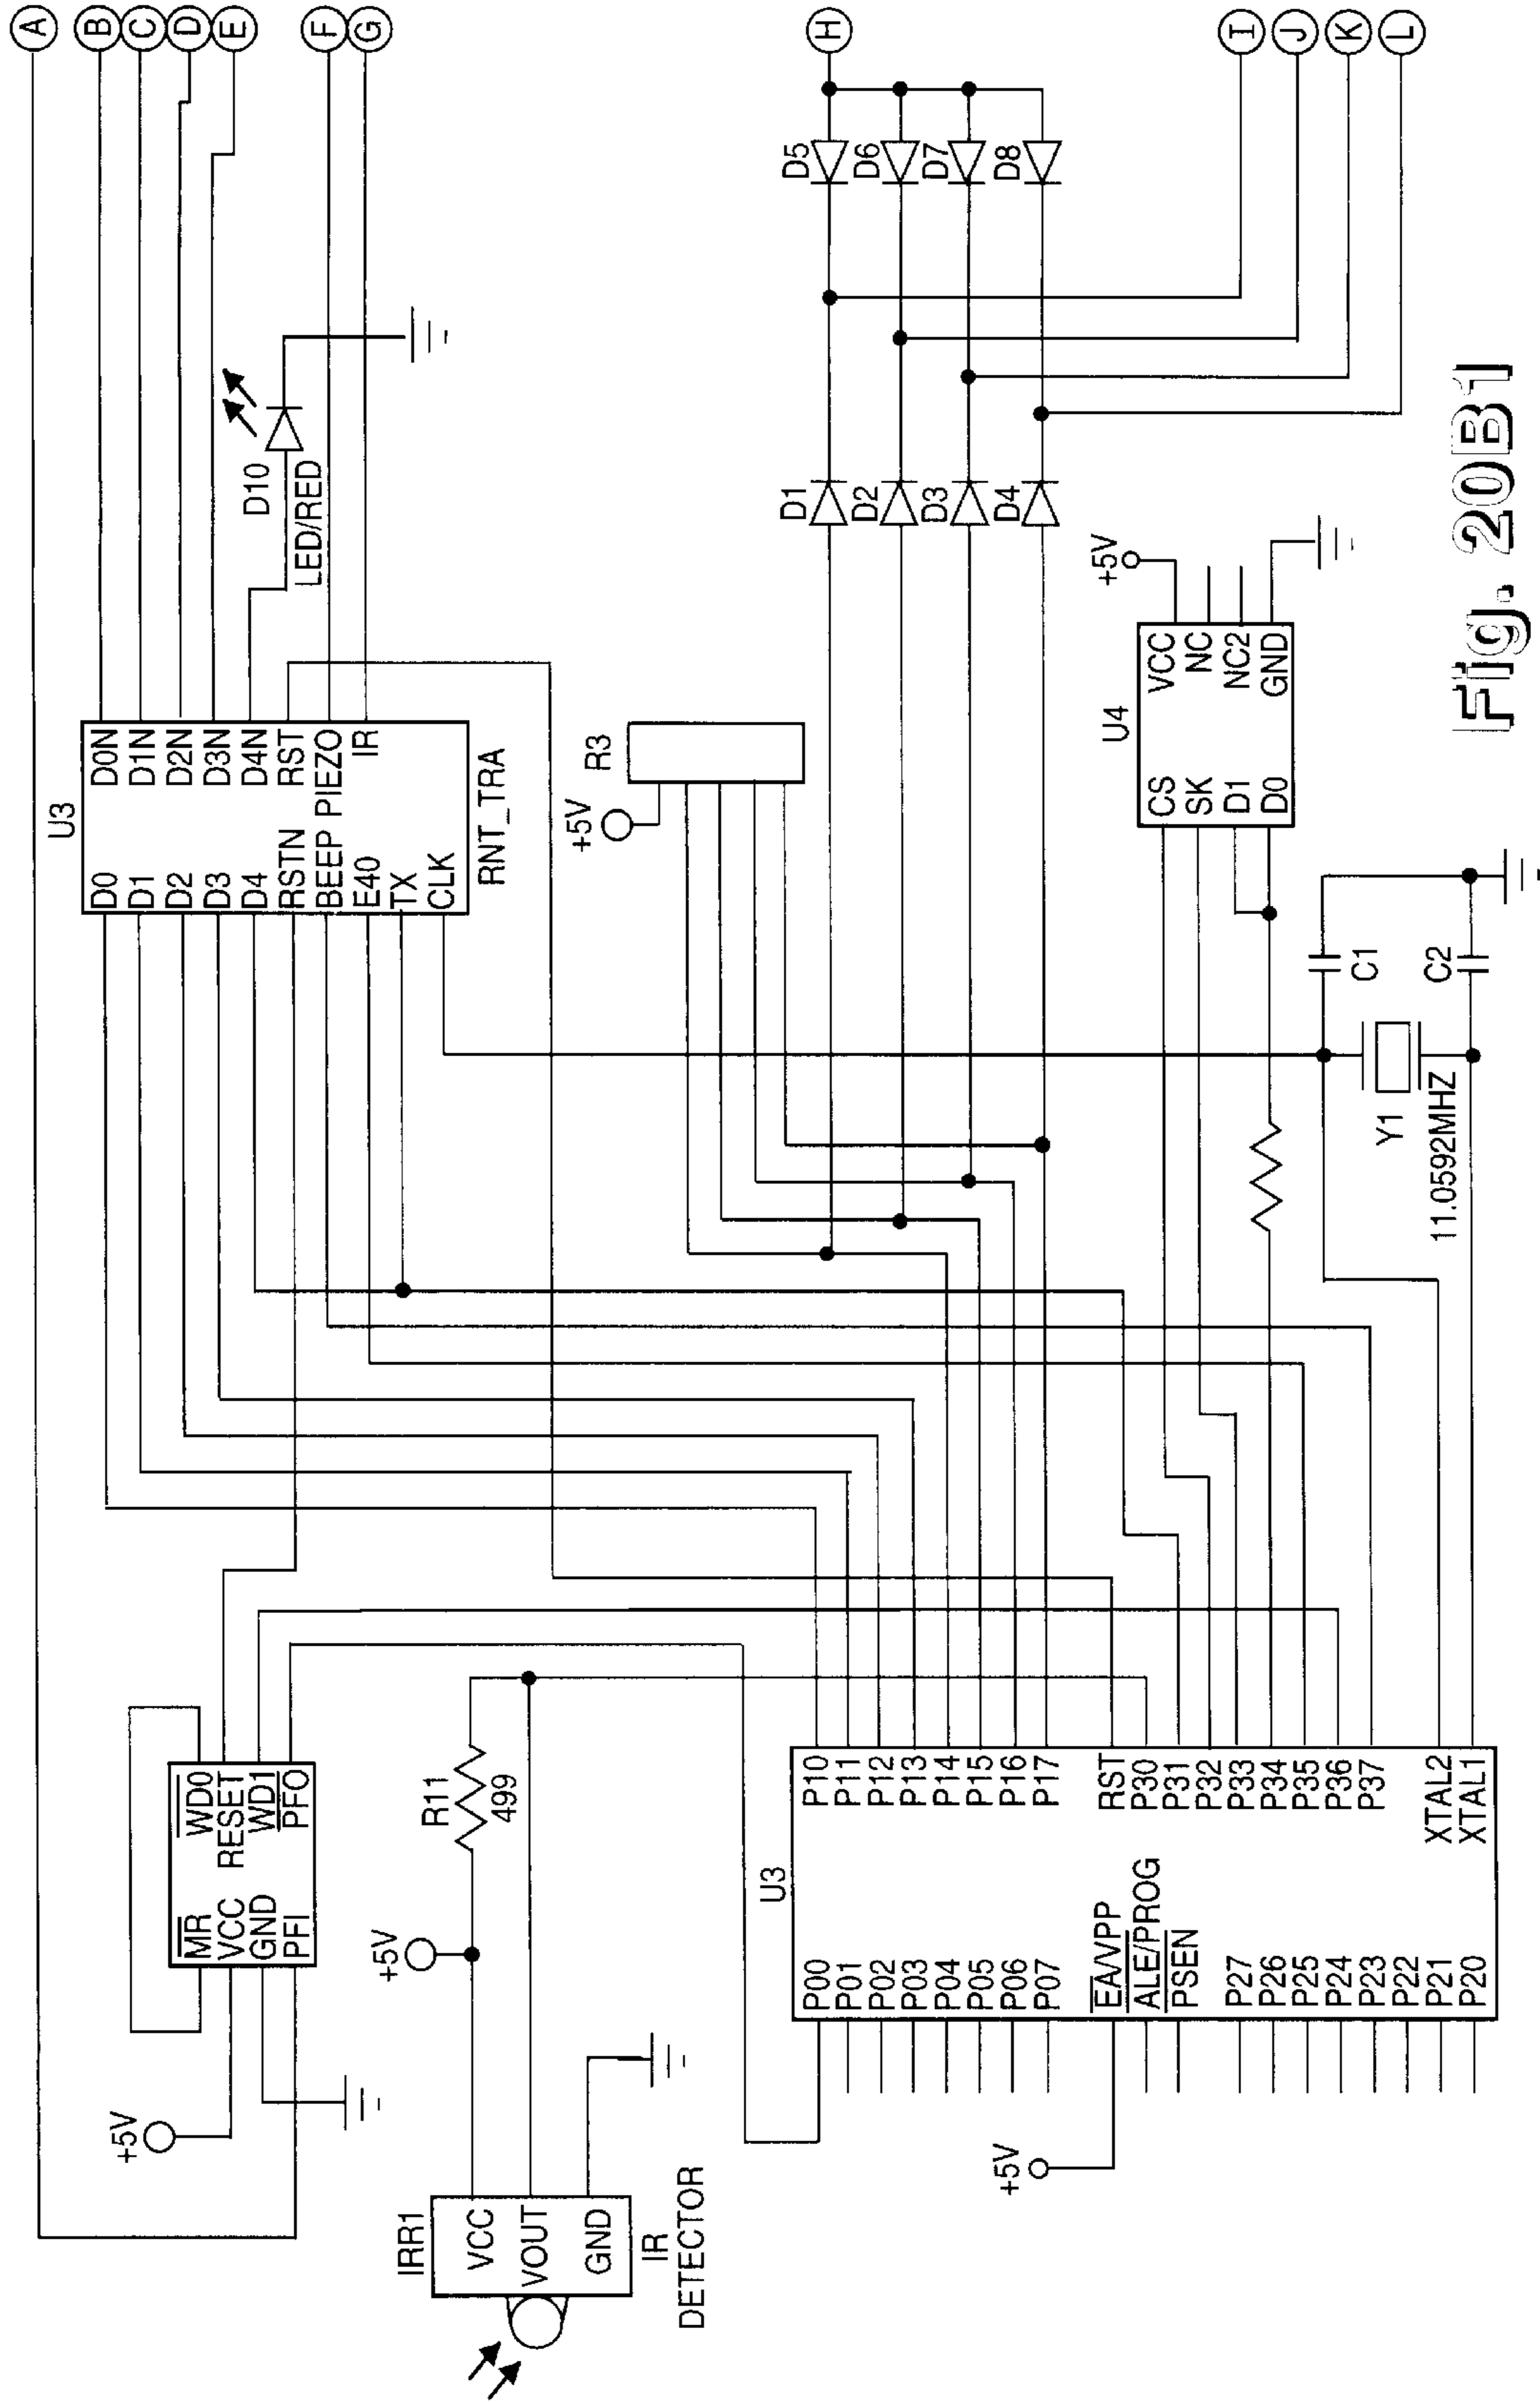 A
B
C
D
E
F
G
H
I
J
K
L
+5V
MR
VCC
GND
PFI
WD0
RESET
WD1
PFO
U3
D0
D1
D2
D3
D4
RSTN
BEEP
E40
TX
CLK
D0N
D1N
D2N
D3N
D4N
RST
PIEZO
IR
RNT_TRA
D10
LED/RED
IRR1
VCC
VOUT
GND
IR
DETECTOR
+5V
R11
499
R3
+5V
U3
P00
P01
P02
P03
P04
P05
P06
P07
EA/VPP
ALE/PROG
PSEN
P27
P26
P25
P24
P23
P22
P21
P20
P10
P11
P12
P13
P14
P15
P16
P17
RST
P30
P31
P32
P33
P34
P35
P36
P37
XTAL2
XTAL1
+5V
D1
D2
D3
D4
D5
D6
D7
D8
U4
CS
SK
D1
D0
VCC
NC
NC2
GND
+5V
C1
C2
Y1
11.0592MHZ
Fig. 20B1